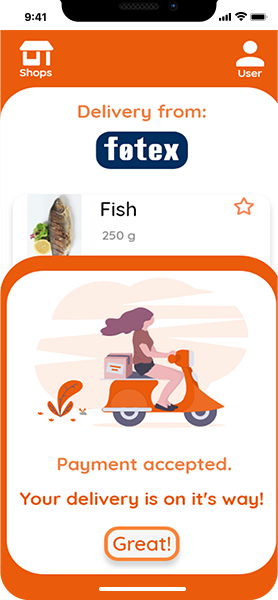 9:41
Shops
User
Delivery from:
føtex
Fish
250 g
Payment accepted.
Your delivery is on it's way!
Great!